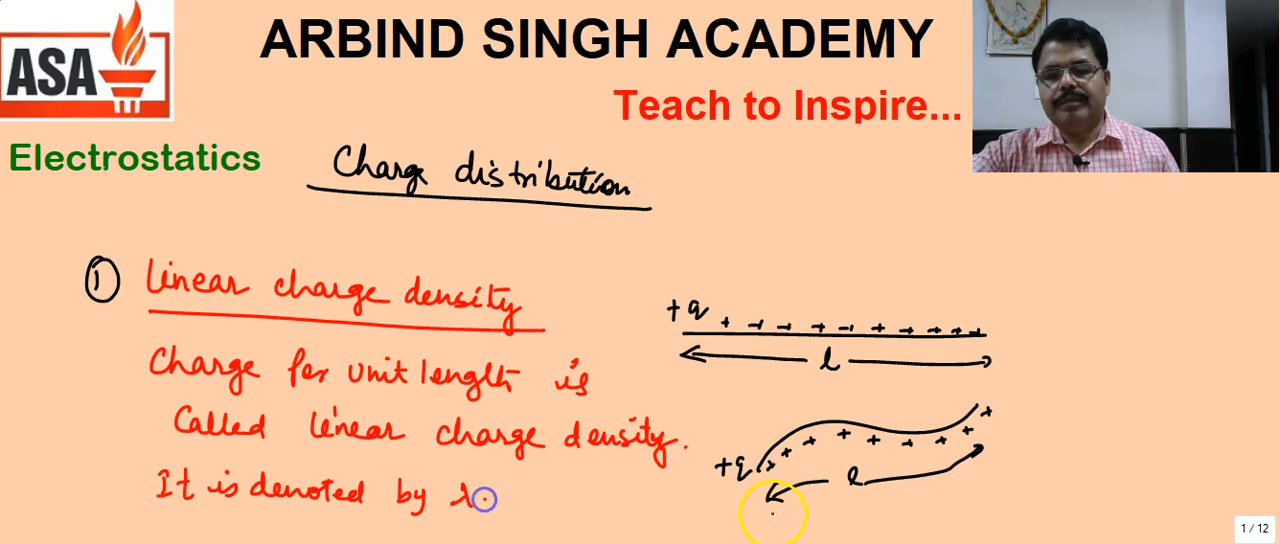 ARBIND SINGH ACADEMY
ASA
Teach to Inspire...
Electrostatics
Charge distribution
① Linear charge density
Charge per unit length is
Called linear charge density.
It is denoted by λ.
+q + + + + + + + + + +
l
+q + + + + + + + + +
l
1 / 12